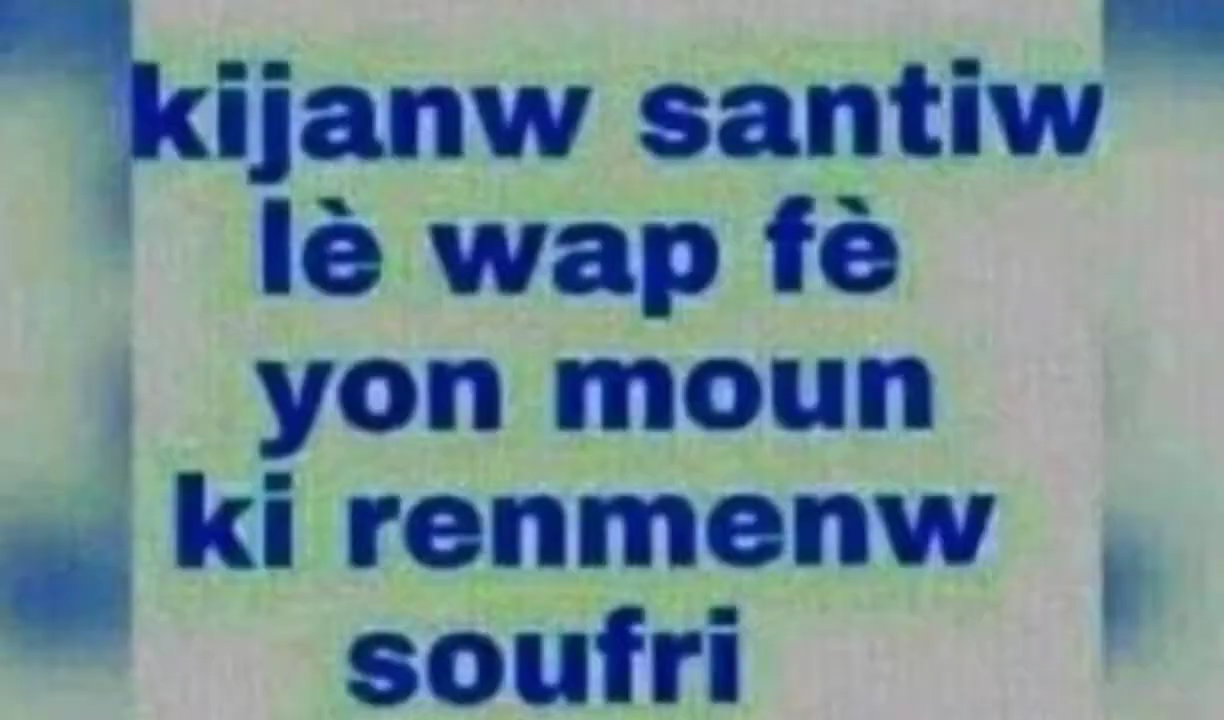 kijanw santiw
lè wap fè
yon moun
ki renmenw
soufri